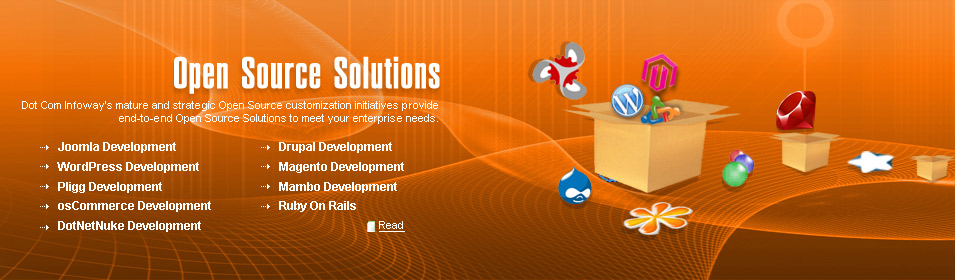 Open Source Solutions
Dot Com Infoway's mature and strategic Open Source customization initiatives provide
end-to-end Open Source Solutions to meet your enterprise needs.
Joomla Development
WordPress Development
Pligg Development
osCommerce Development
DotNetNuke Development
Drupal Development
Magento Development
Mambo Development
Ruby On Rails
Read